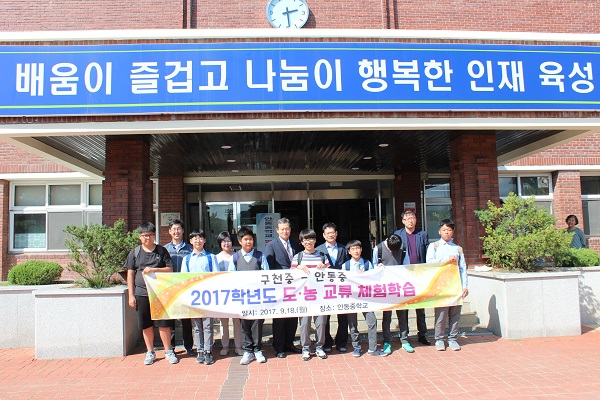 배움이 즐겁고 나눔이 행복한 인재 육성
구천중 안동중
2017학년도 도·농 교류 체험학습
일시: 2017. 9.18.(월) 장소: 안동중학교